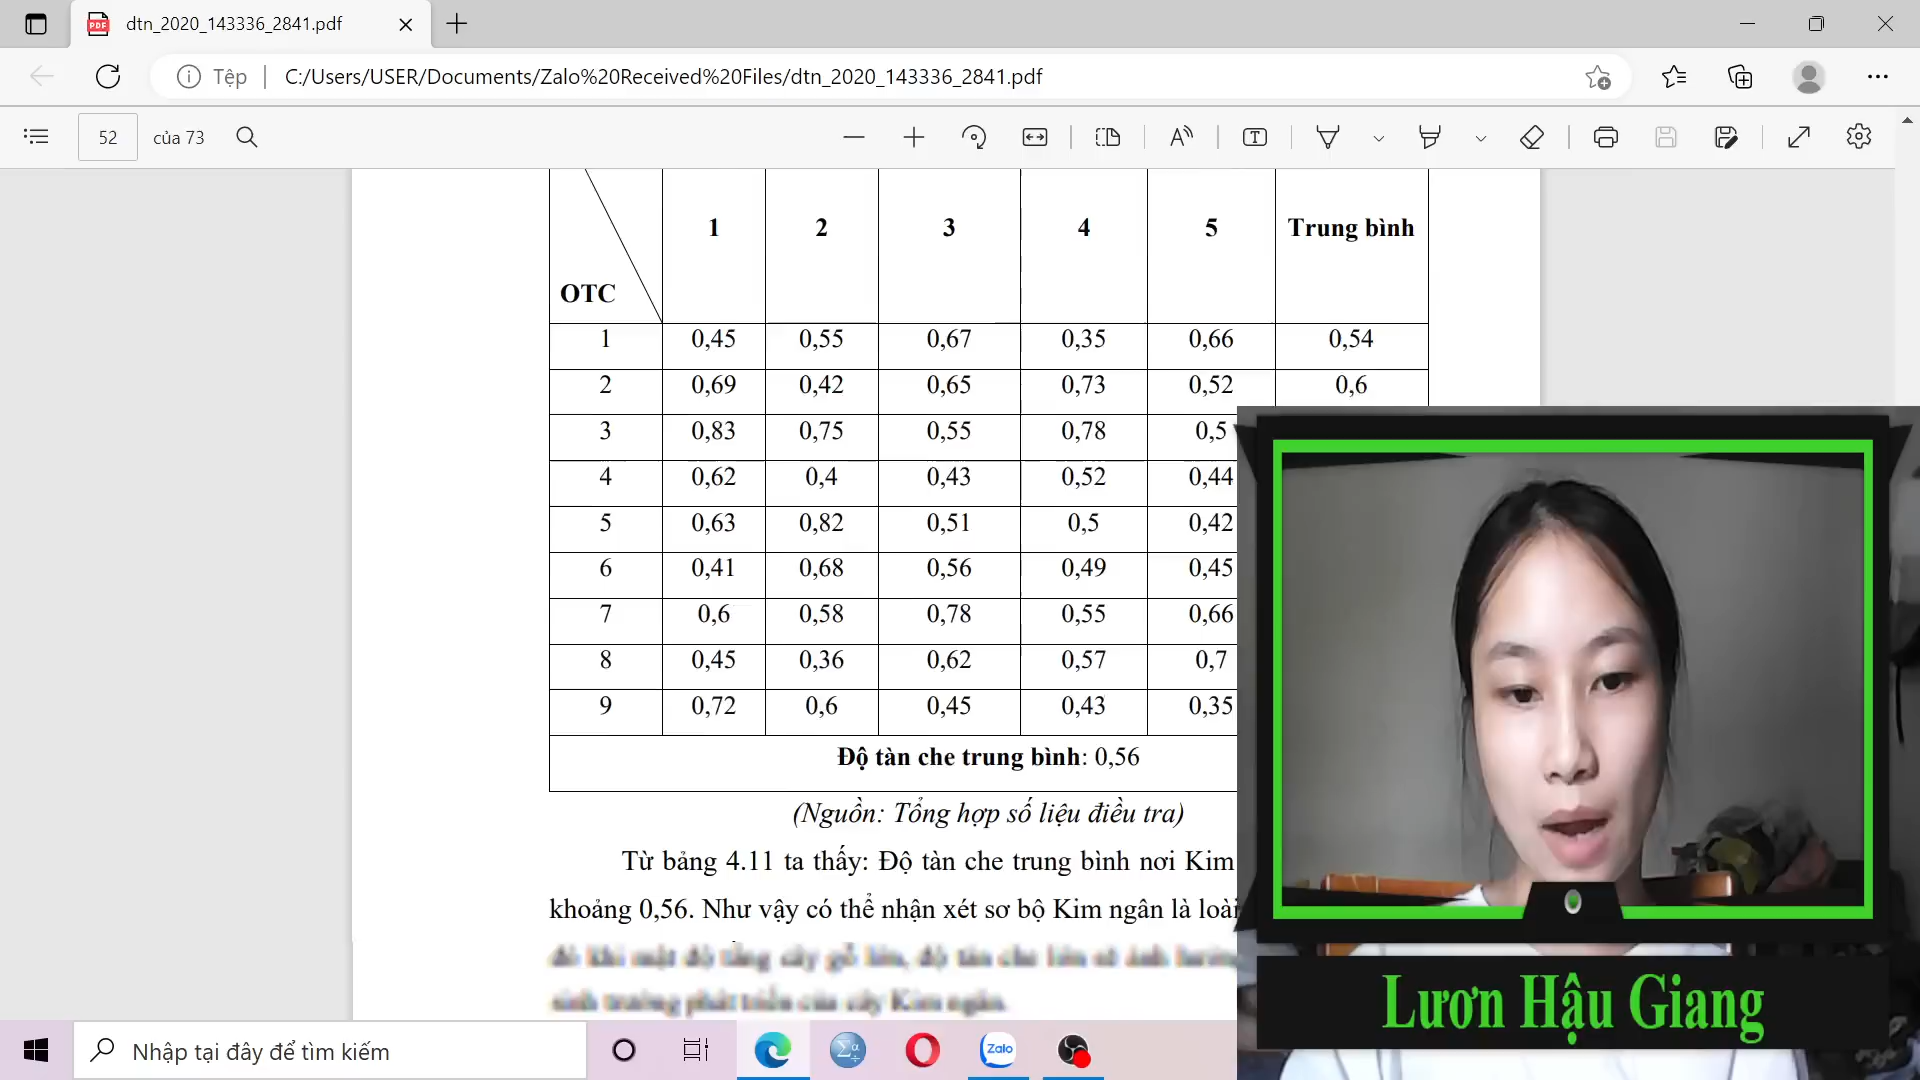 dtn_2020_143336_2841.pdf
Tệp
C:/Users/USER/Documents/Zalo%20Received%20Files/dtn_2020_143336_2841.pdf
52 của 73
1 2 3 4 5 Trung bình
OTC
1 0,45 0,55 0,67 0,35 0,66 0,54
2 0,69 0,42 0,65 0,73 0,52 0,6
3 0,83 0,75 0,55 0,78 0,5
4 0,62 0,4 0,43 0,52 0,44
5 0,63 0,82 0,51 0,5 0,42
6 0,41 0,68 0,56 0,49 0,45
7 0,6 0,58 0,78 0,55 0,66
8 0,45 0,36 0,62 0,57 0,7
9 0,72 0,6 0,45 0,43 0,35
Độ tàn che trung bình: 0,56
(Nguồn: Tổng hợp số liệu điều tra)
Từ bảng 4.11 ta thấy: Độ tàn che trung bình nơi Kim
khoảng 0,56. Như vậy có thể nhận xét sơ bộ Kim ngân là loài
Lươn Hậu Giang
Nhập tại đây để tìm kiếm
Zalo